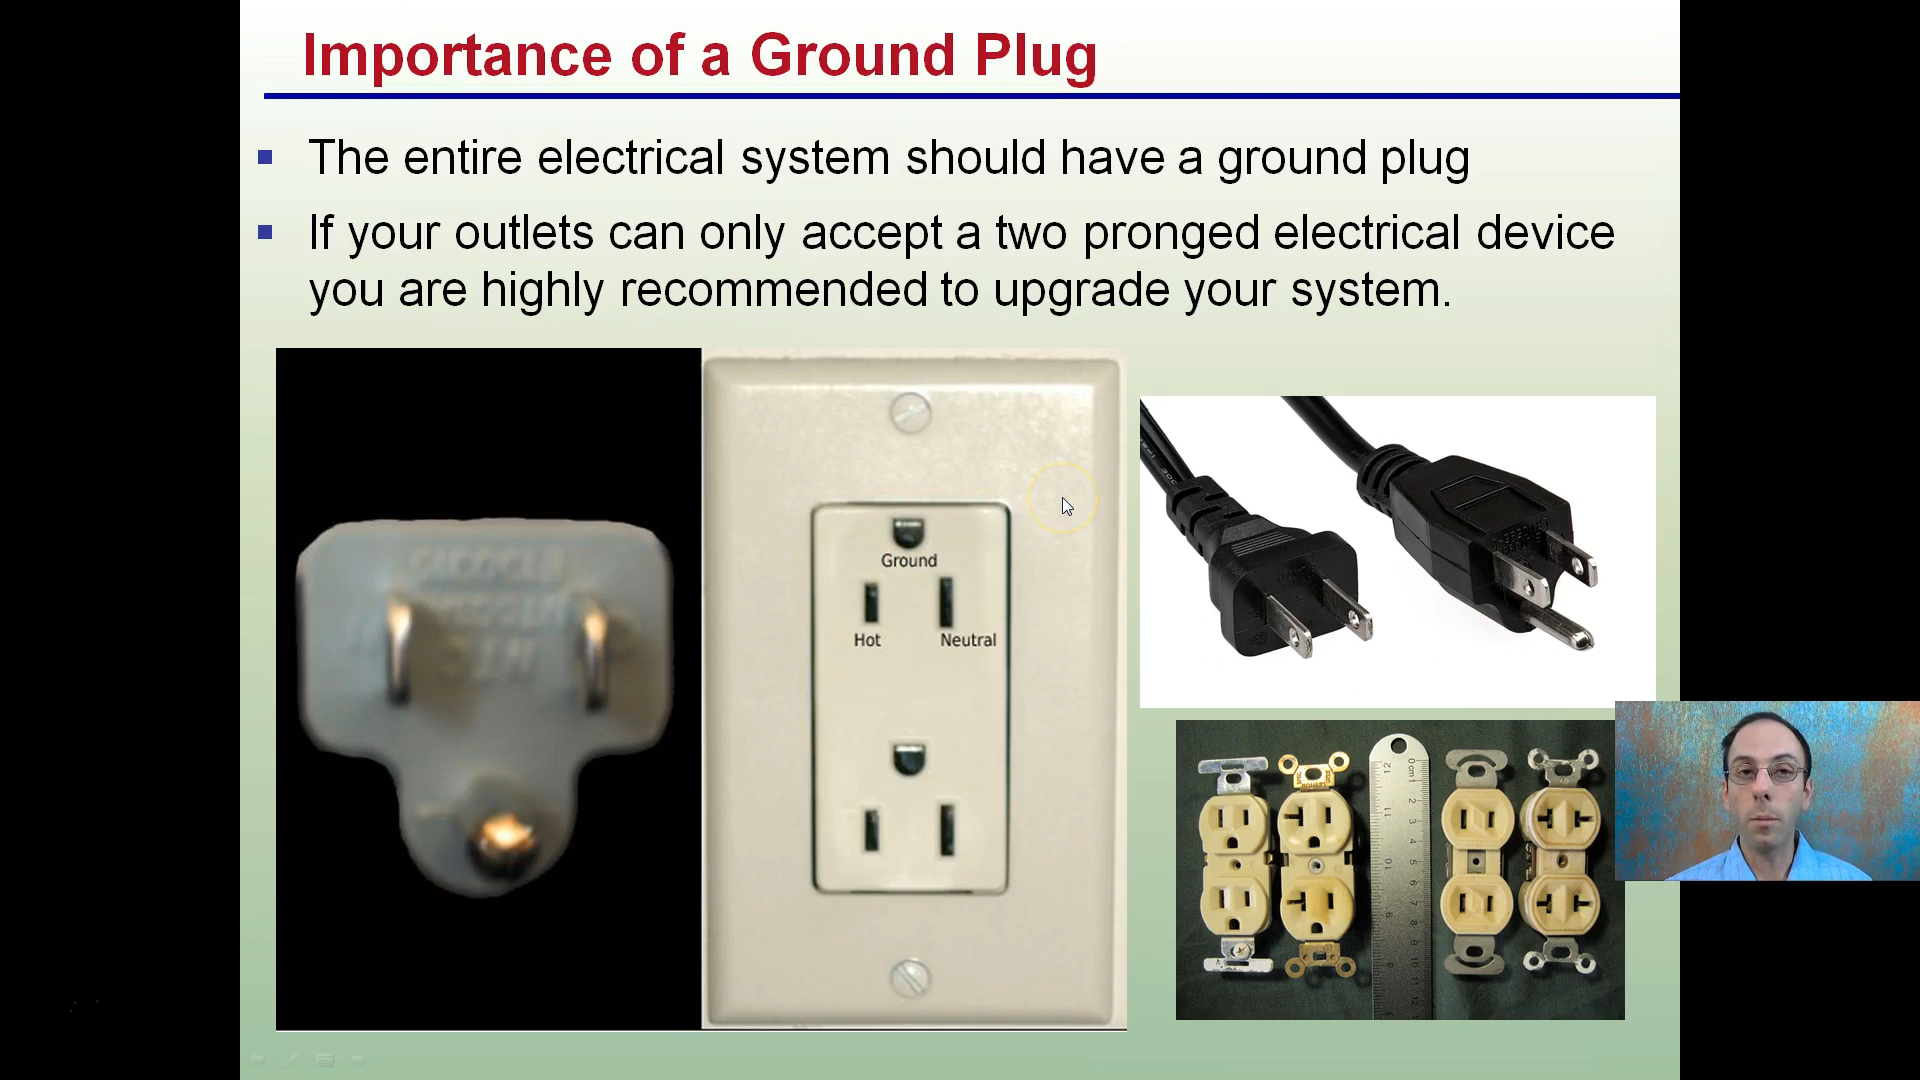 Importance of a Ground Plug
The entire electrical system should have a ground plug
If your outlets can only accept a two pronged electrical device
you are highly recommended to upgrade your system.
Ground
Hot
Neutral